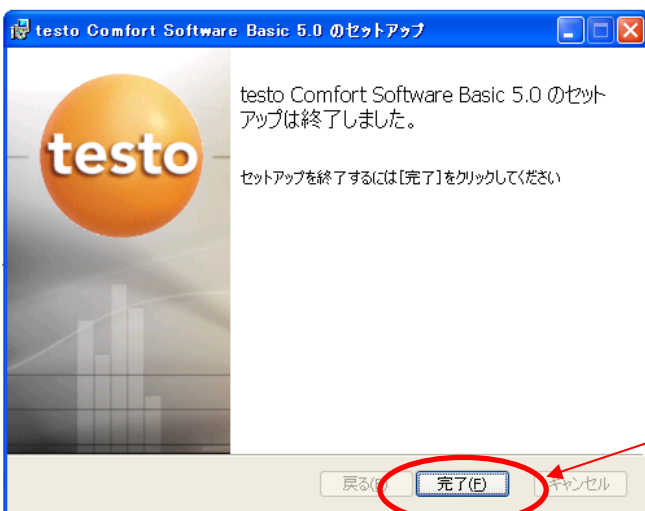 testo Comfort Software Basic 5.0 のセットアップ
testo
testo Comfort Software Basic 5.0 のセット
アップは終了しました。
セットアップを終了するには[完了]をクリックしてください
戻る(
完了(F)
キャンセル